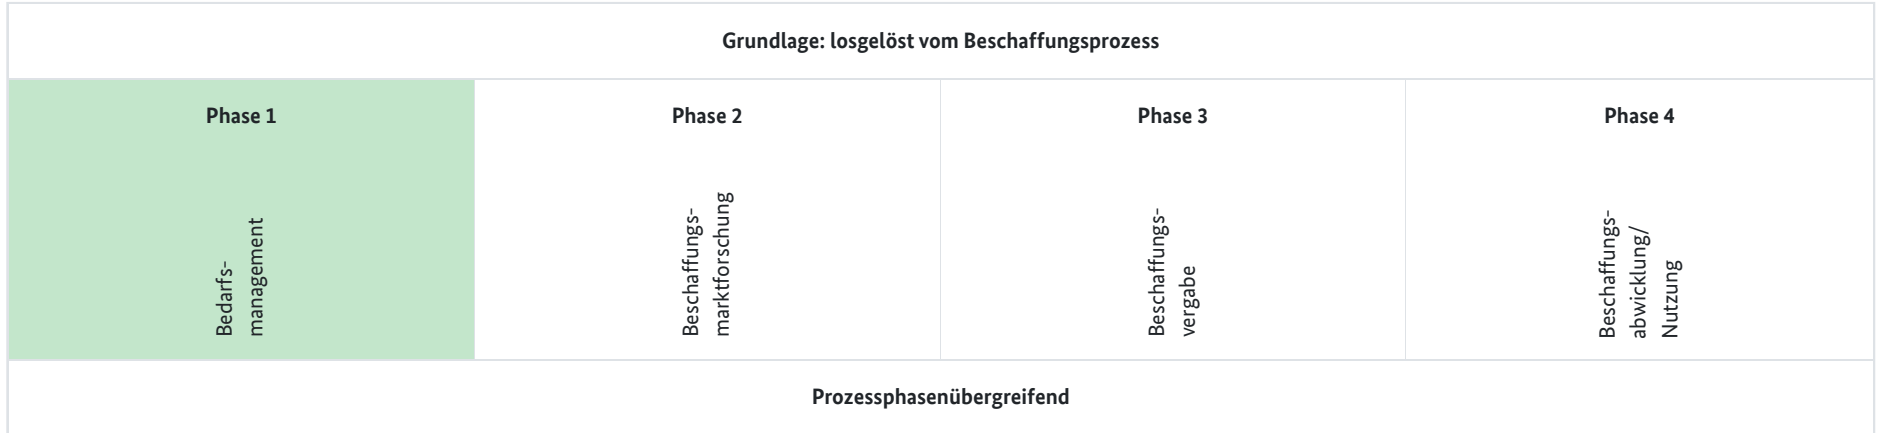 Grundlage: losgelöst vom Beschaffungsprozess
Phase 1
Bedarfs-
management
Phase 2
Beschaffungs-
marktforschung
Phase 3
Beschaffungs-
vergabe
Phase 4
Beschaffungs-
abwicklung/
Nutzung
Prozessphasenübergreifend